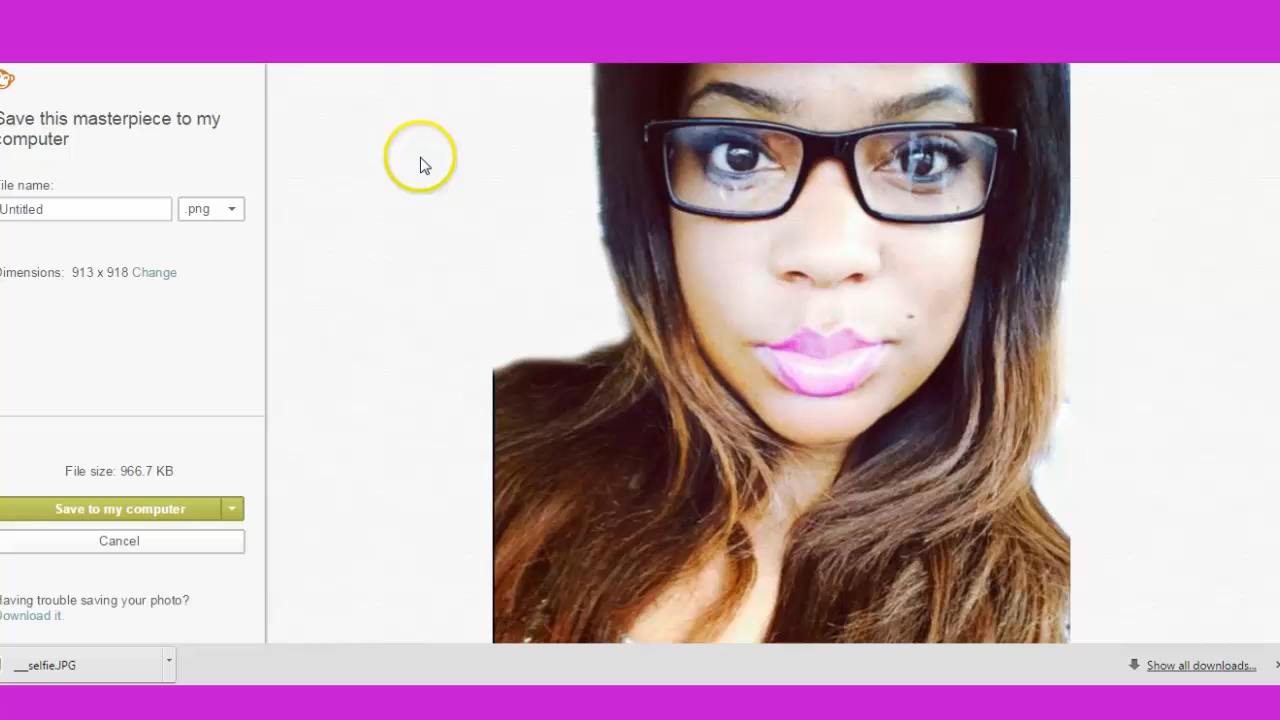 Save this masterpiece to my
computer
File name:
Untitled
.png
Dimensions: 913 x 918 Change
File size: 966.7 KB
Save to my computer
Cancel
Having trouble saving your photo?
Download it.
__selfie.JPG
Show all downloads...